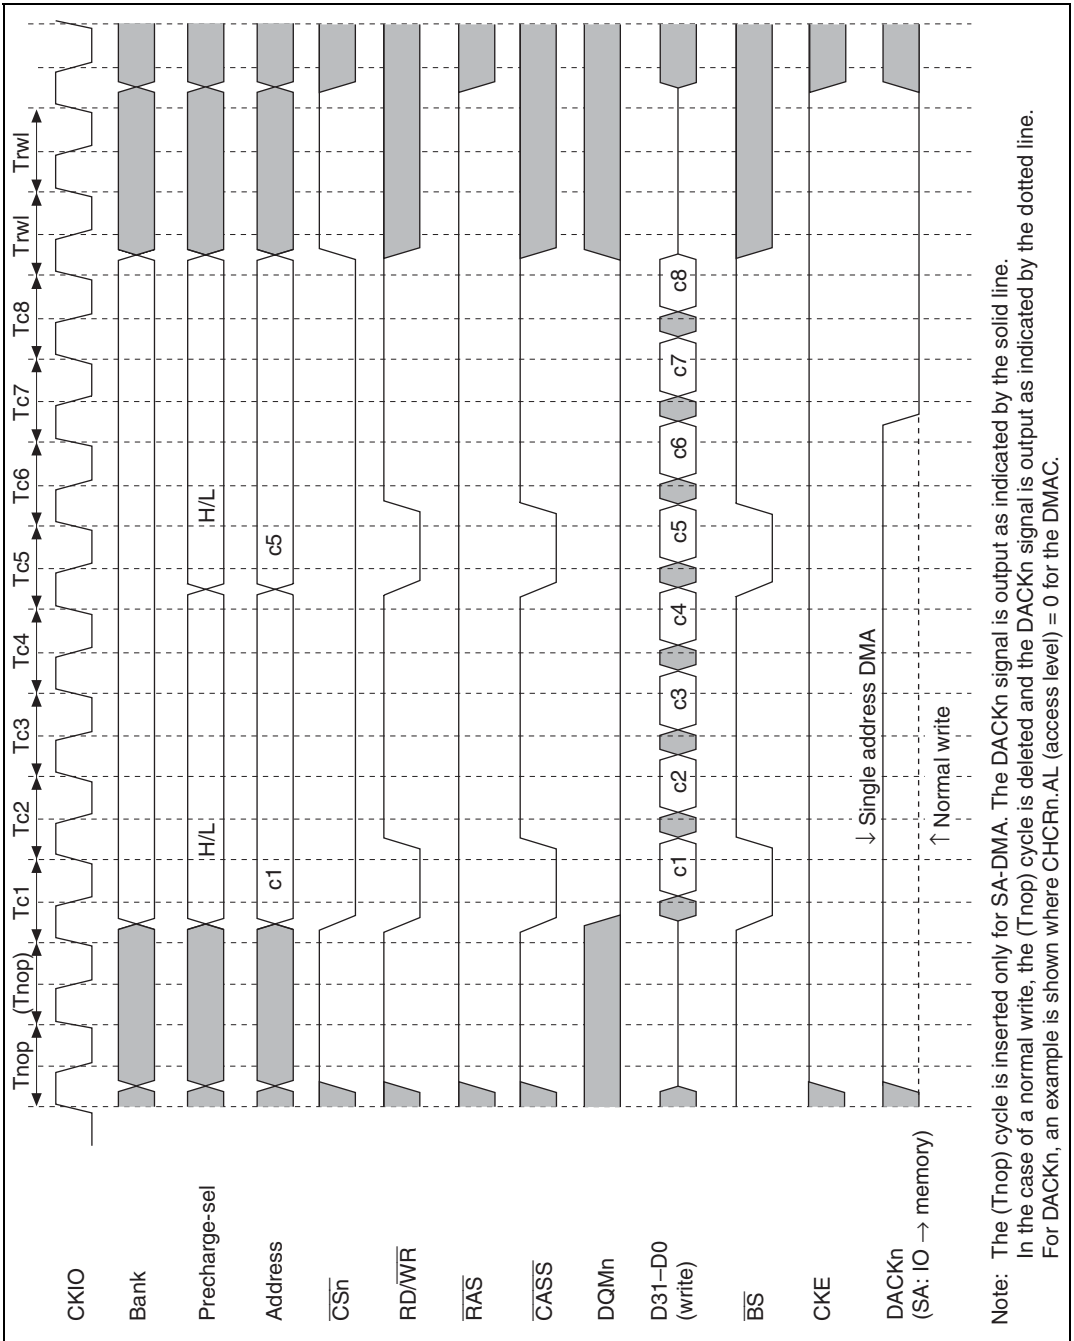 Tnop (Tnop) Tc1 Tc2 Tc3 Tc4 Tc5 Tc6 Tc7 Tc8 Trwl Trwl
CKIO
Bank
Precharge-sel H/L H/L
Address c1 c5
CSn
RD/WR
RAS
CASS
DQMn
D31–D0
(write) c1 c2 c3 c4 c5 c6 c7 c8
BS
CKE
↓ Single address DMA
DACKn
(SA: IO → memory)
↑ Normal write
Note: The (Tnop) cycle is inserted only for SA-DMA. The DACKn signal is output as indicated by the solid line.
In the case of a normal write, the (Tnop) cycle is deleted and the DACKn signal is output as indicated by the dotted line.
For DACKn, an example is shown where CHCRn.AL (access level) = 0 for the DMAC.